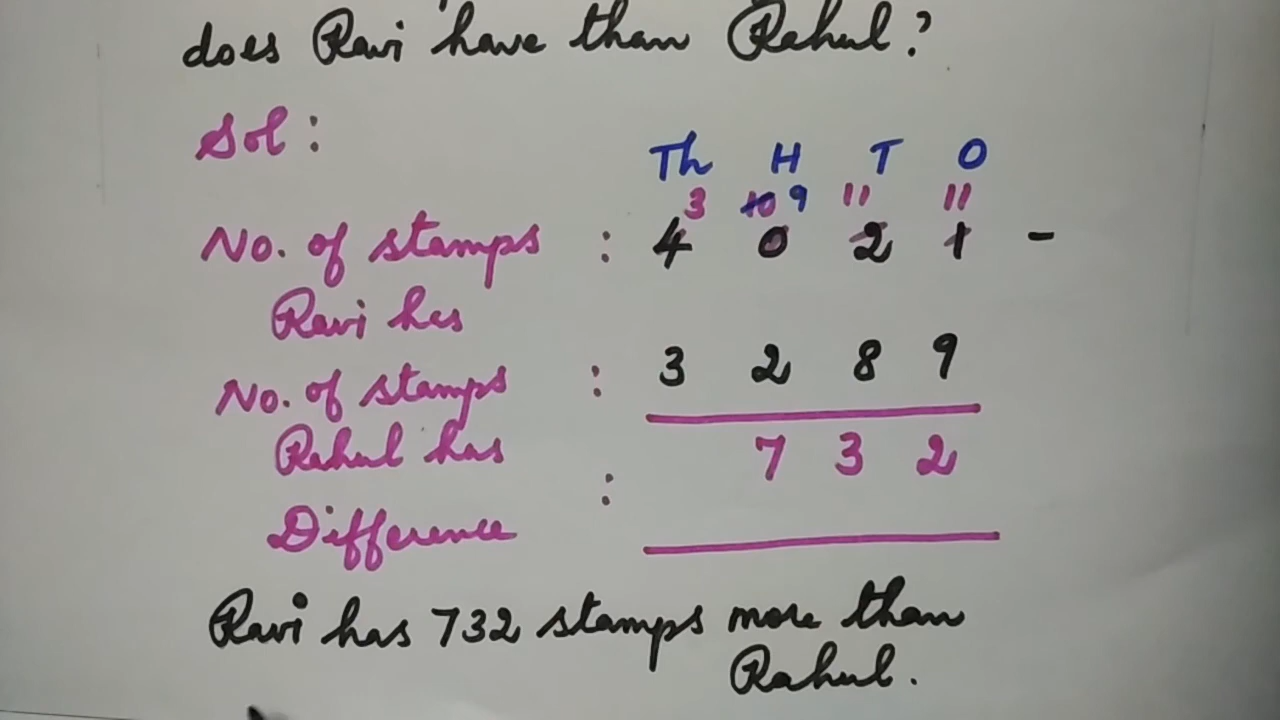 does Ravi have than Rahul?
Sol:
Th H T O
3 10 9 11 11
No. of stamps : 4 0 2 1 -
Ravi has
No. of stamps : 3 2 8 9
Rahul has
: 7 3 2
Difference
Ravi has 732 stamps more than
Rahul.